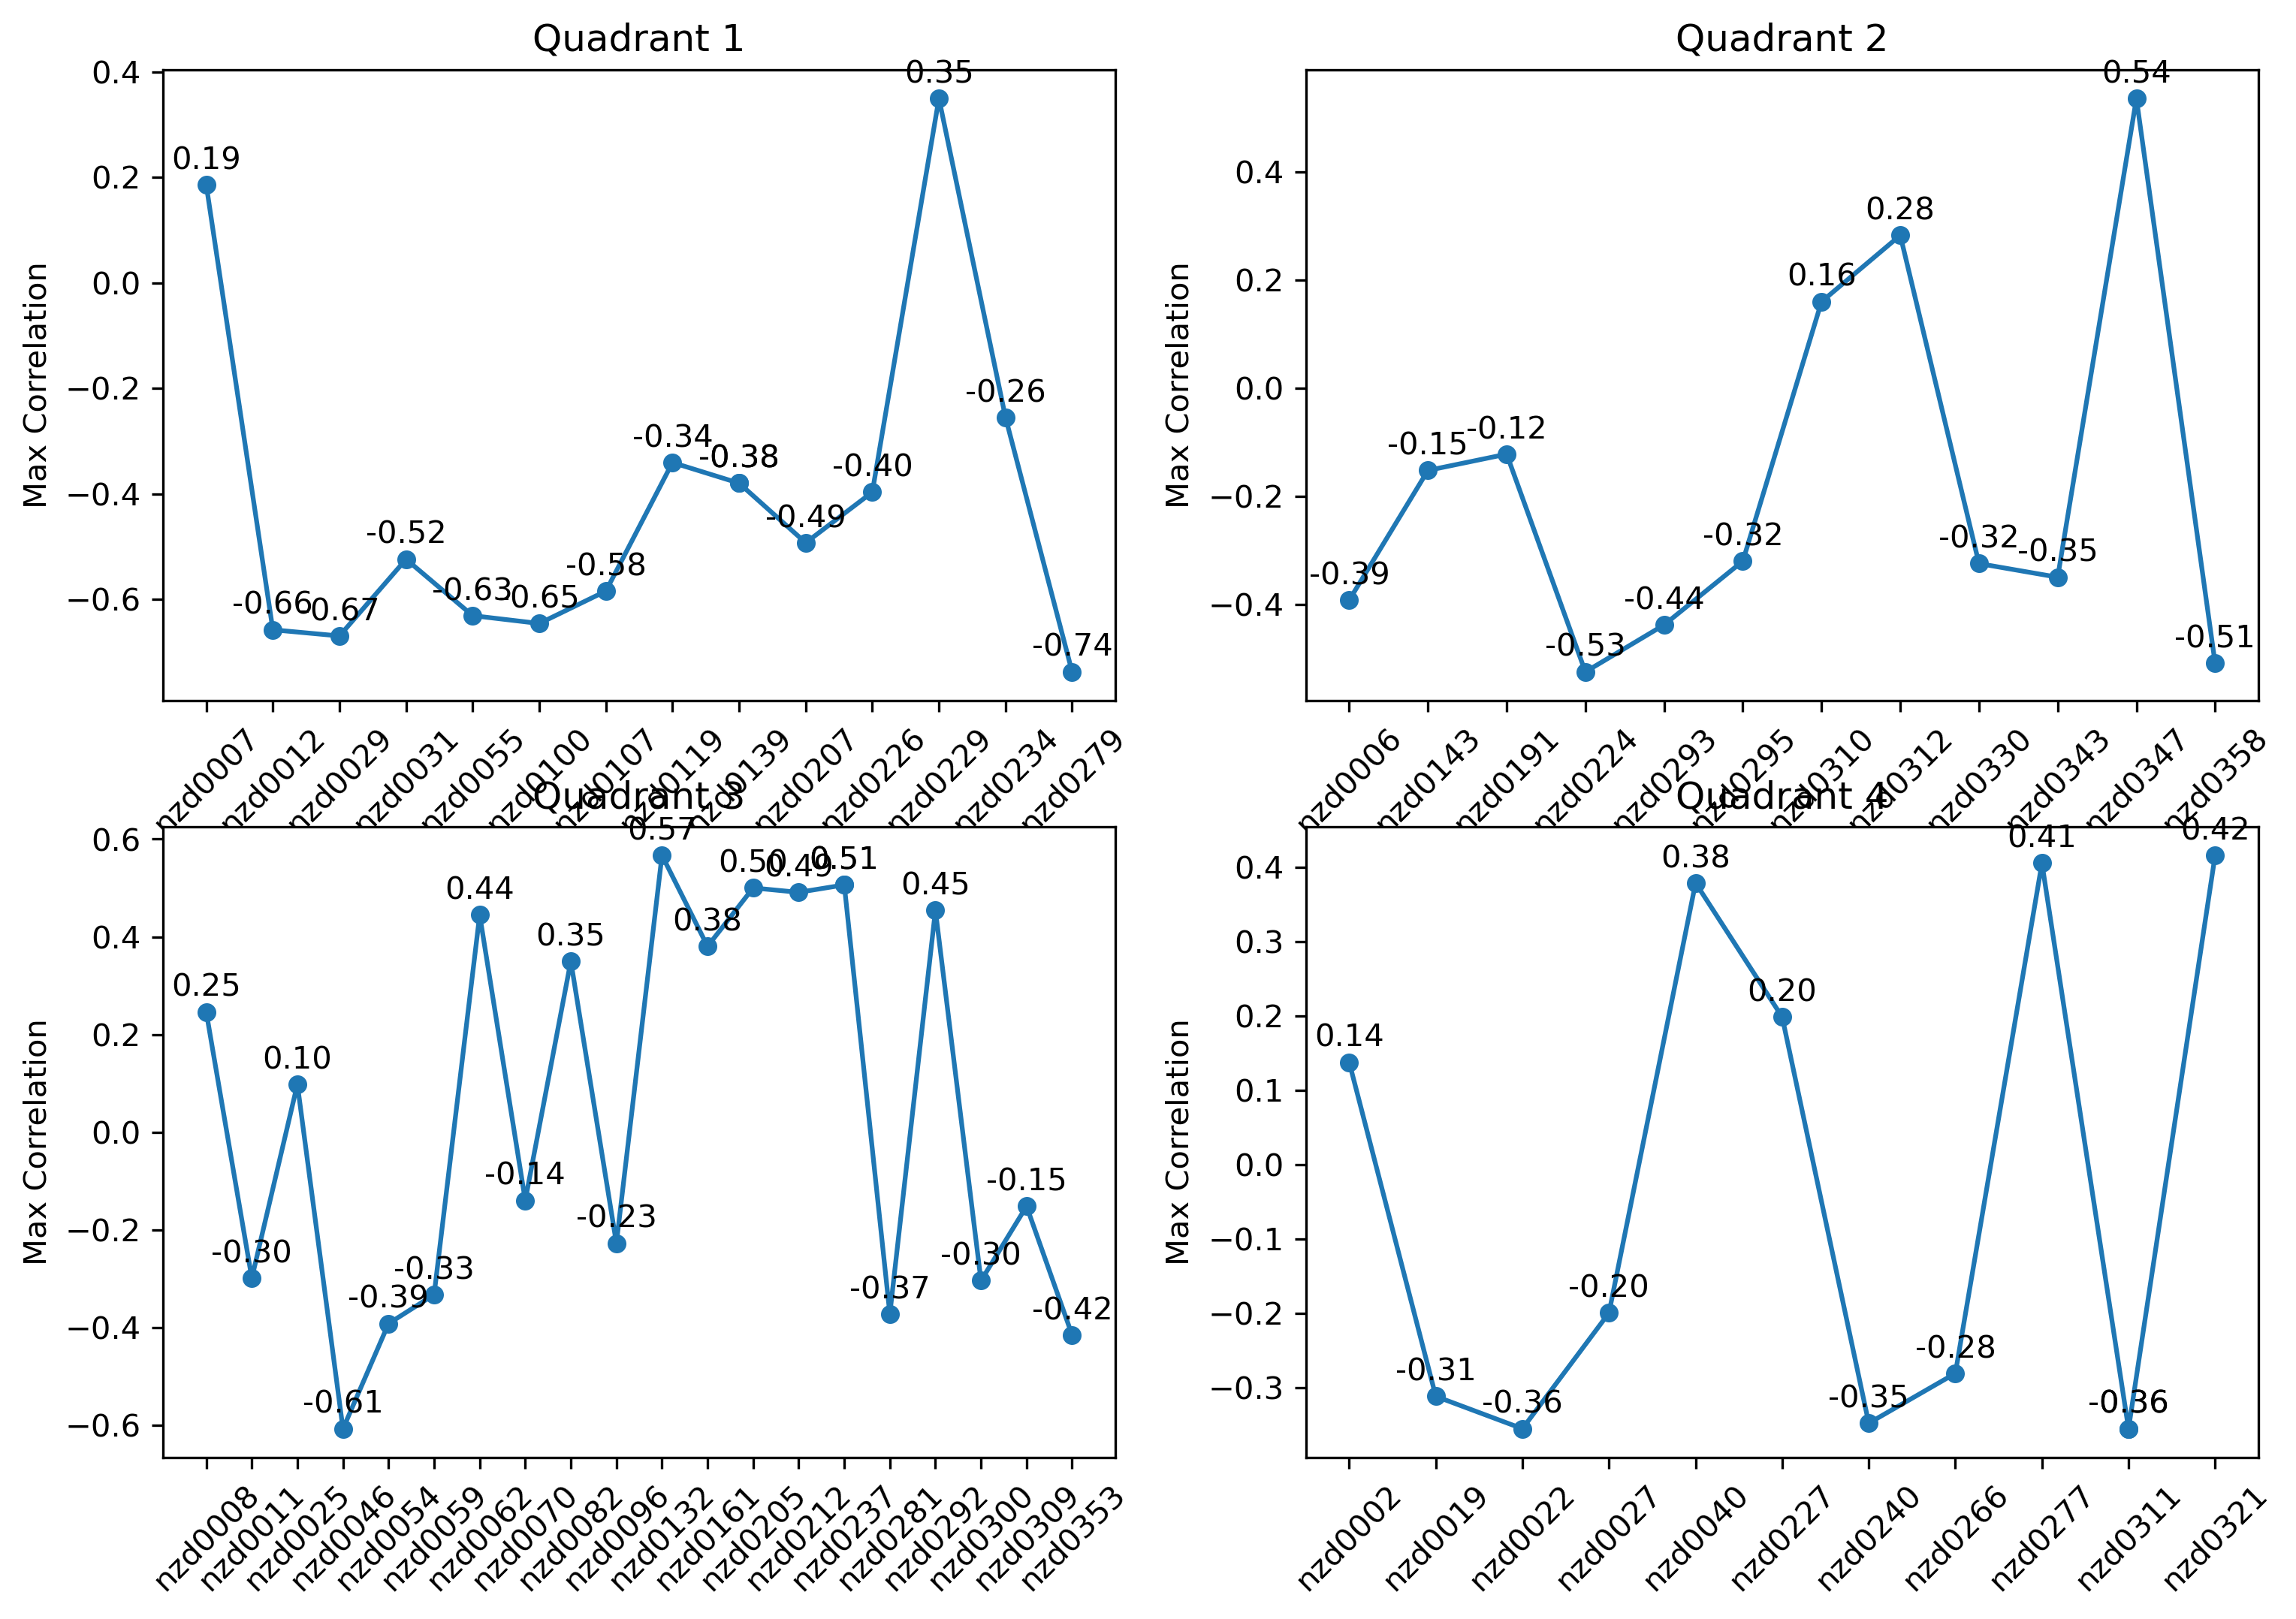 Quadrant 1
Max Correlation
0.4
0.2
0.0
−0.2
−0.4
−0.6
0.19
-0.66
-0.67
-0.52
-0.63
-0.65
-0.58
-0.34
-0.38
-0.49
-0.40
0.35
-0.26
-0.74
nzd0007
nzd0012
nzd0029
nzd0031
nzd0055
nzd0100
nzd0107
nzd0119
nzd0139
nzd0207
nzd0226
nzd0229
nzd0234
nzd0279
Quadrant 2
Max Correlation
0.4
0.2
0.0
−0.2
−0.4
-0.39
-0.15
-0.12
-0.53
-0.44
-0.32
0.16
0.28
-0.32
-0.35
0.54
-0.51
nzd0006
nzd0143
nzd0191
nzd0224
nzd0293
nzd0295
nzd0310
nzd0312
nzd0330
nzd0343
nzd0347
nzd0358
Quadrant 3
Max Correlation
0.6
0.4
0.2
0.0
−0.2
−0.4
−0.6
0.25
-0.30
0.10
-0.61
-0.39
-0.33
0.44
-0.14
0.35
-0.23
0.57
0.38
0.50
0.49
0.51
-0.37
0.45
-0.30
-0.15
-0.42
nzd0008
nzd0011
nzd0025
nzd0046
nzd0054
nzd0059
nzd0062
nzd0070
nzd0082
nzd0096
nzd0132
nzd0161
nzd0205
nzd0212
nzd0237
nzd0281
nzd0292
nzd0300
nzd0309
nzd0353
Quadrant 4
Max Correlation
0.4
0.3
0.2
0.1
0.0
−0.1
−0.2
−0.3
0.14
-0.31
-0.36
-0.20
0.38
0.20
-0.35
-0.28
0.41
-0.36
0.42
nzd0002
nzd0019
nzd0022
nzd0027
nzd0040
nzd0227
nzd0240
nzd0266
nzd0277
nzd0311
nzd0321